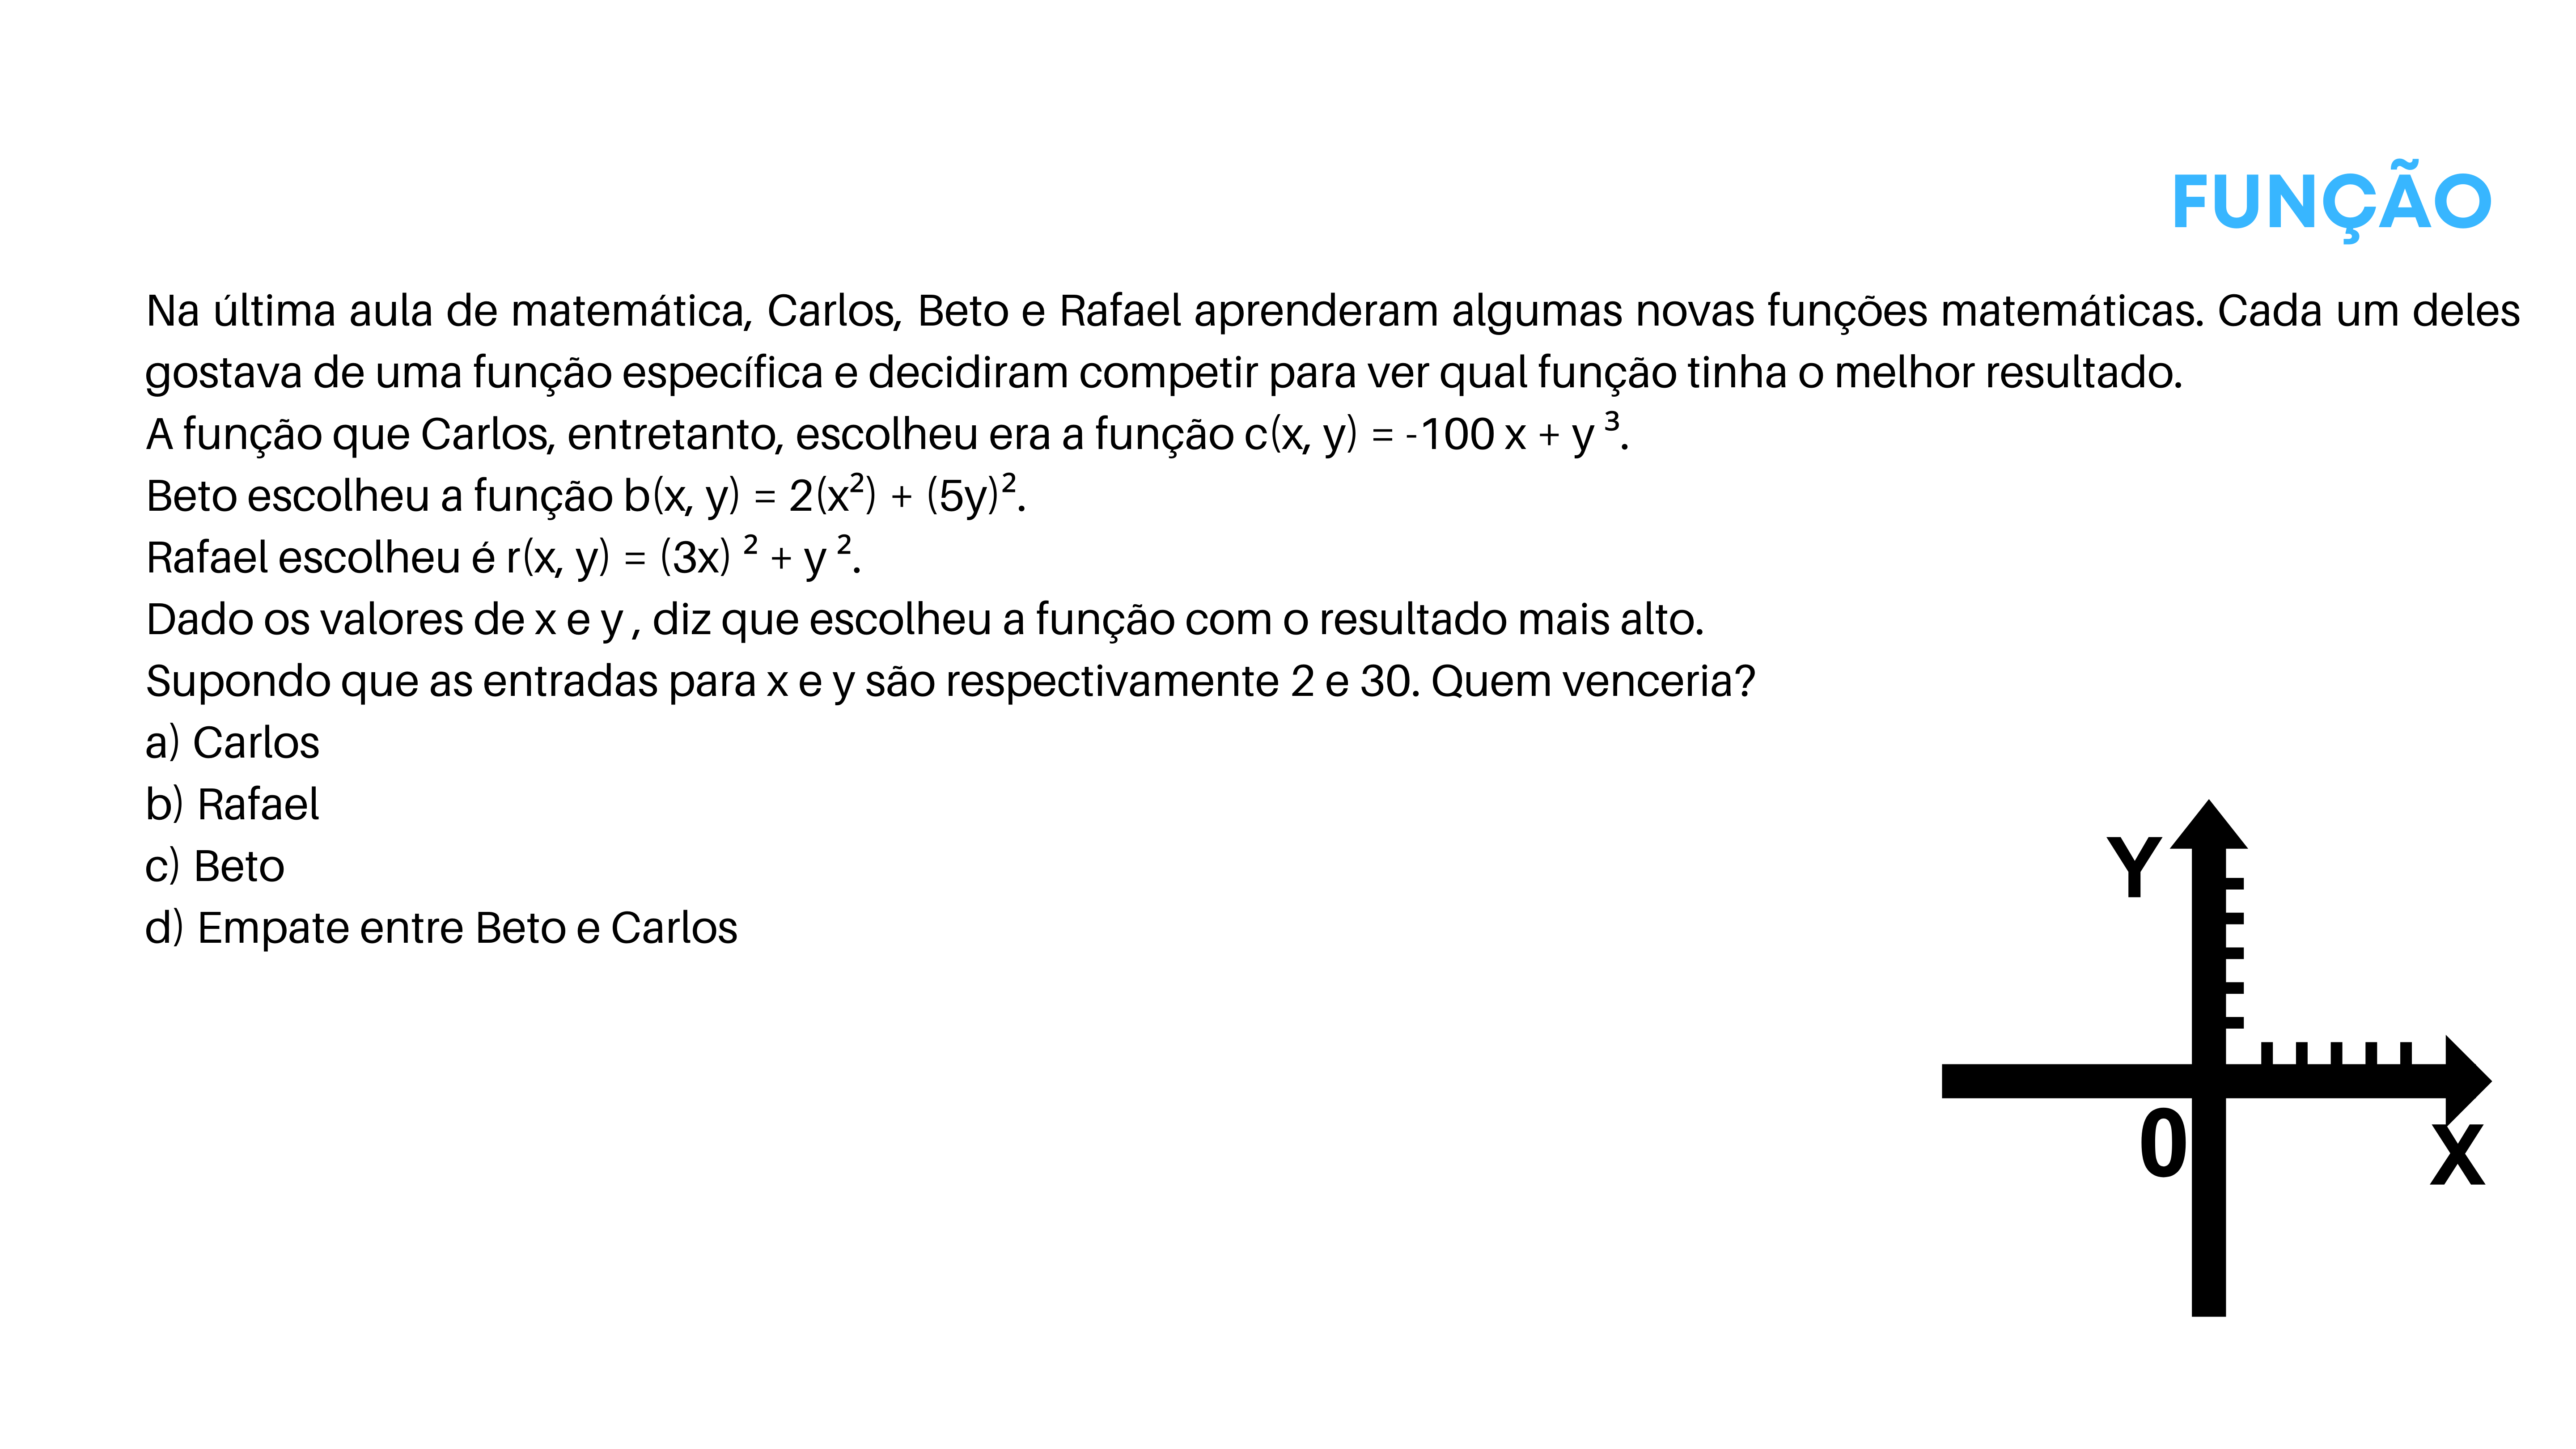 FUNÇÃO
Na última aula de matemática, Carlos, Beto e Rafael aprenderam algumas novas funções matemáticas. Cada um deles
gostava de uma função específica e decidiram competir para ver qual função tinha o melhor resultado.
A função que Carlos, entretanto, escolheu era a função c(x, y) = -100 x + y ³.
Beto escolheu a função b(x, y) = 2(x²) + (5y)².
Rafael escolheu é r(x, y) = (3x) ² + y ².
Dado os valores de x e y , diz que escolheu a função com o resultado mais alto.
Supondo que as entradas para x e y são respectivamente 2 e 30. Quem venceria?
a) Carlos
b) Rafael
c) Beto
d) Empate entre Beto e Carlos
Y
0
X